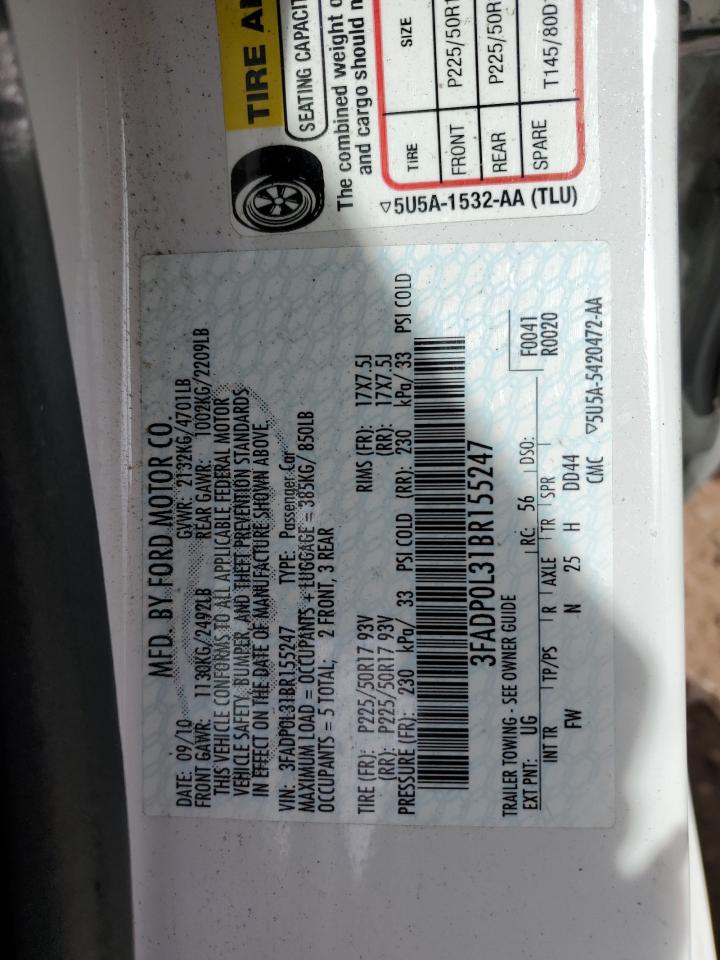 MFD. BY FORD MOTOR CO.
DATE: 09/10 GVWR: 2132KG/4701LB
FRONT GAWR: 1130KG/2492LB REAR GAWR: 1002KG/2209LB
THIS VEHICLE CONFORMS TO ALL APPLICABLE FEDERAL MOTOR
VEHICLE SAFETY, BUMPER, AND THEFT PREVENTION STANDARDS
IN EFFECT ON THE DATE OF MANUFACTURE SHOWN ABOVE.
VIN: 3FADP0L31BR155247 TYPE: Passenger Car
MAXIMUM LOAD = OCCUPANTS + LUGGAGE = 385KG/ 850LB
OCCUPANTS = 5 TOTAL; 2 FRONT, 3 REAR
TIRE (FR): P225/50R17 93V RIMS (FR): 17X7.5J
(RR): P225/50R17 93V (RR): 17X7.5J
PRESSURE (FR): 230 kPa/ 33 PSI COLD (RR): 230 kPa/ 33 PSI COLD
3FADP0L31BR155247
TRAILER TOWING - SEE OWNER GUIDE
F0041
EXT PNT: UG RC: 56 DSO: R0020
INT TR TP/PS R AXLE TR SPR
FW N 25 H DD44
CMC ▽5U5A-5420472-AA
TIRE
SEATING
The combined weight
and cargo should
TIRE SIZE
FRONT
REAR
SPARE
▽5U5A-1532-AA (TLU)